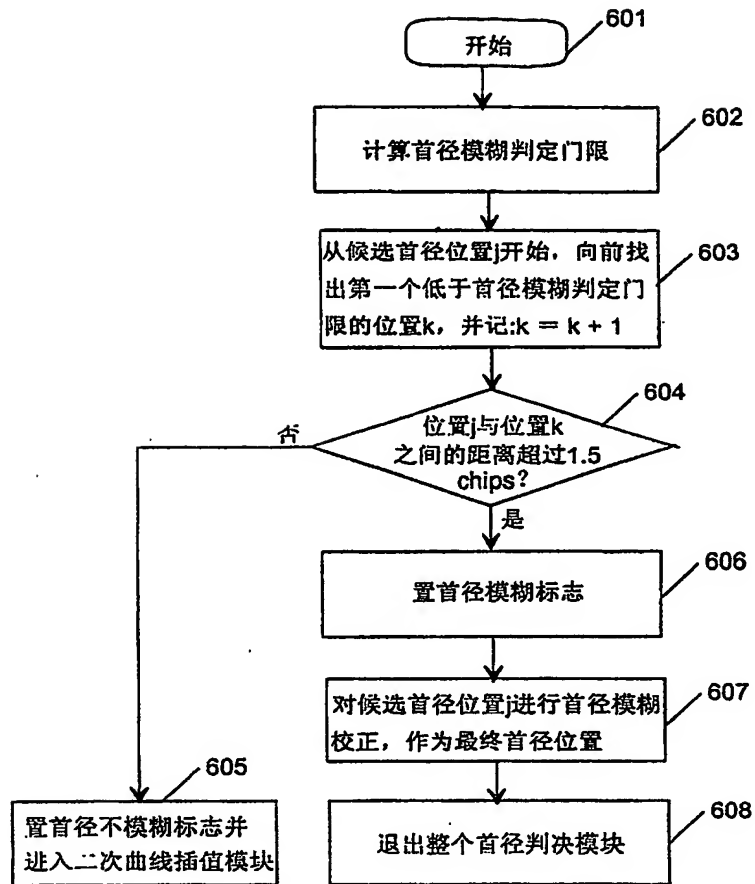 开始
601
计算首径模糊判定门限
602
从候选首径位置j开始，向前找
出第一个低于首径模糊判定门
限的位置k，并记:k = k + 1
603
位置j与位置k
之间的距离超过1.5
chips?
604
否
是
置首径模糊标志
606
对候选首径位置j进行首径模糊
校正，作为最终首径位置
607
605
置首径不模糊标志并
进入二次曲线插值模块
退出整个首径判决模块
608